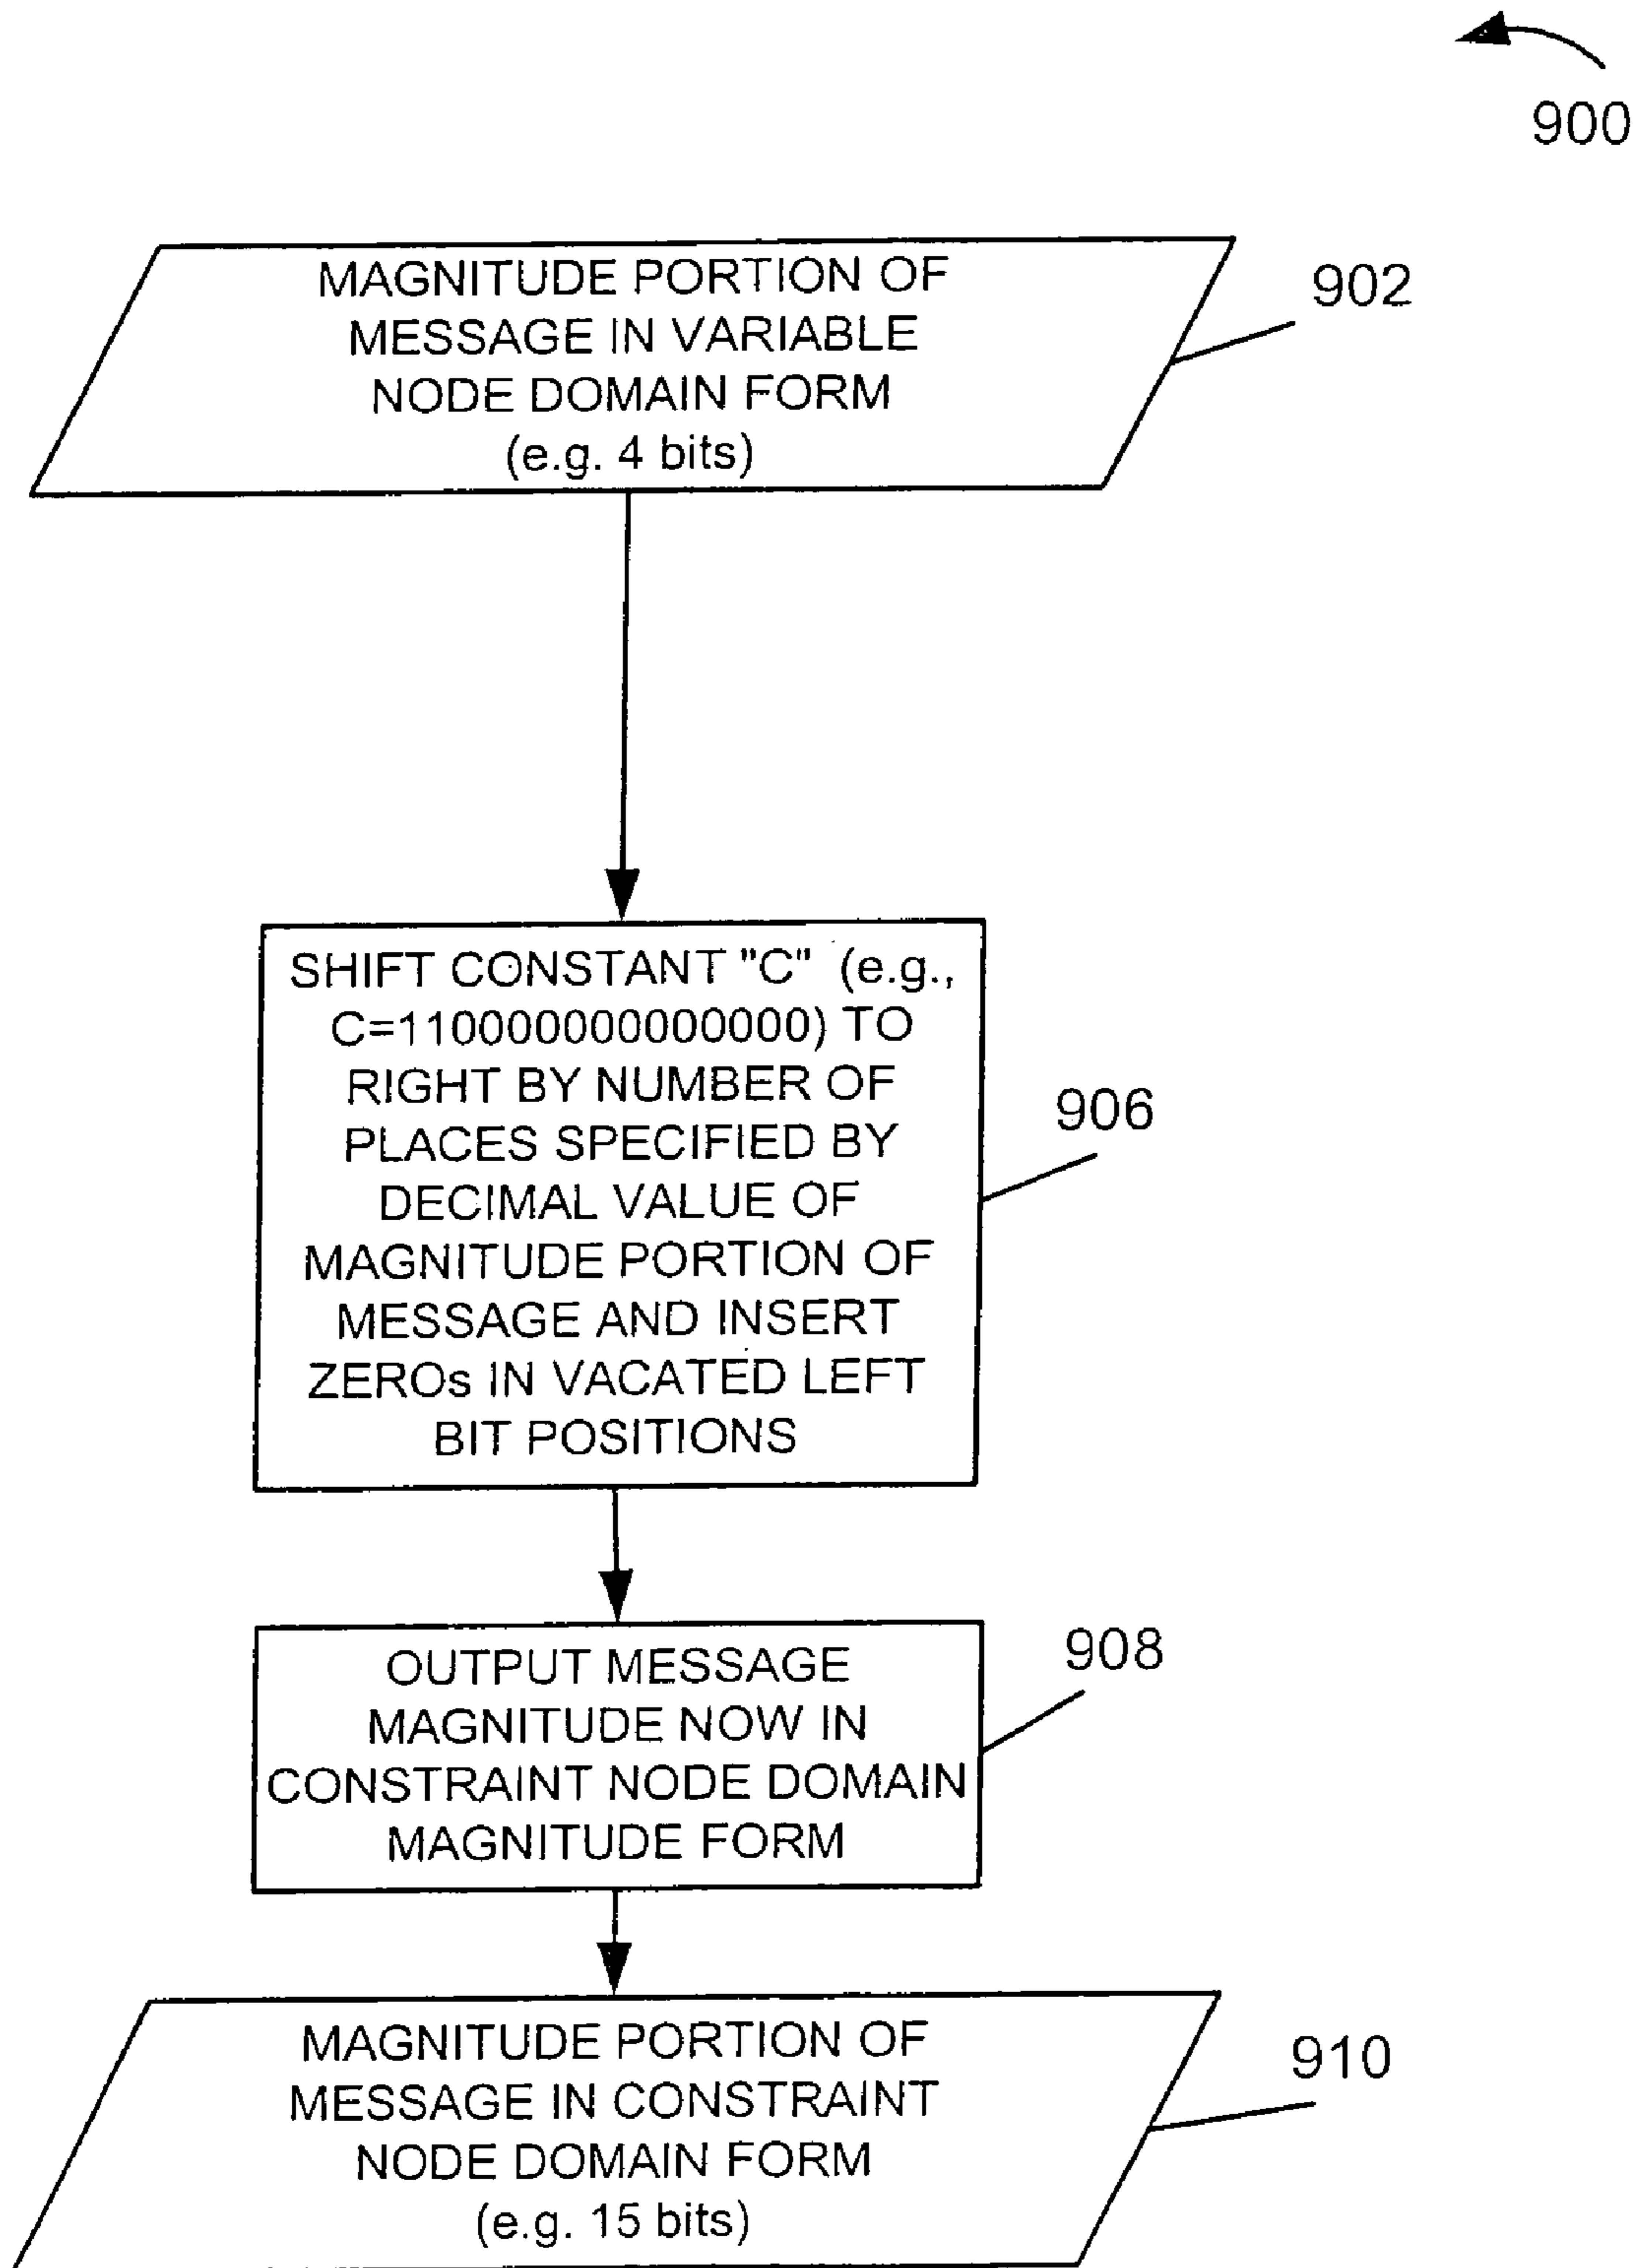 900
MAGNITUDE PORTION OF
MESSAGE IN VARIABLE
NODE DOMAIN FORM
(e.g. 4 bits)
902
SHIFT CONSTANT "C" (e.g.,
C=110000000000000) TO
RIGHT BY NUMBER OF
PLACES SPECIFIED BY
DECIMAL VALUE OF
MAGNITUDE PORTION OF
MESSAGE AND INSERT
ZEROs IN VACATED LEFT
BIT POSITIONS
906
OUTPUT MESSAGE
MAGNITUDE NOW IN
CONSTRAINT NODE DOMAIN
MAGNITUDE FORM
908
MAGNITUDE PORTION OF
MESSAGE IN CONSTRAINT
NODE DOMAIN FORM
(e.g. 15 bits)
910